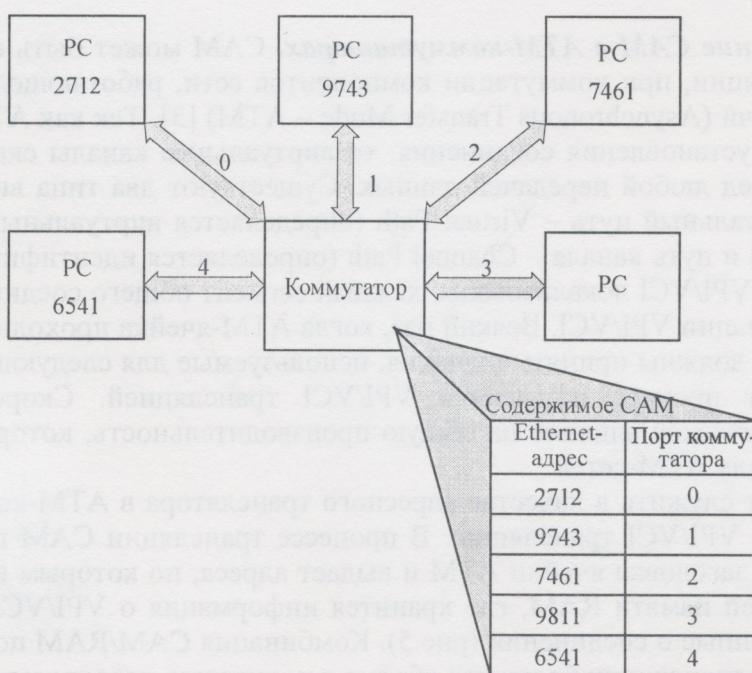 PC
2712
PC
9743
PC
7461
0
1
2
PC
6541
4
Коммутатор
3
PC
Содержимое CAM
Ethernet-
адрес
Порт комму-
татора
2712
0
9743
1
7461
2
9811
3
6541
4